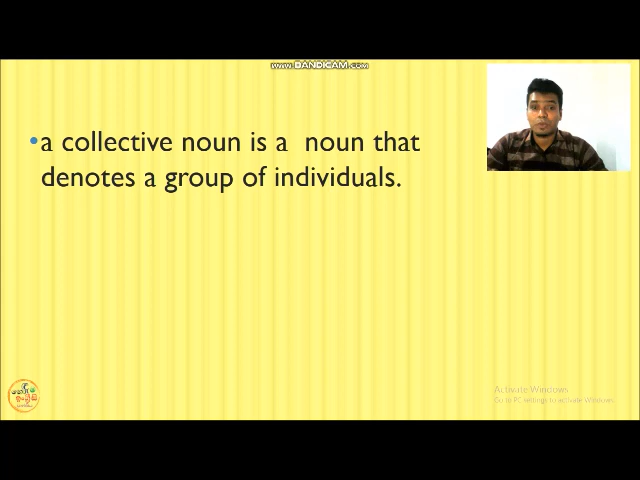 www.BANDICAM.com
•a collective noun is a  noun that
denotes a group of individuals.
Activate Windows
Go to PC settings to activate Windows.